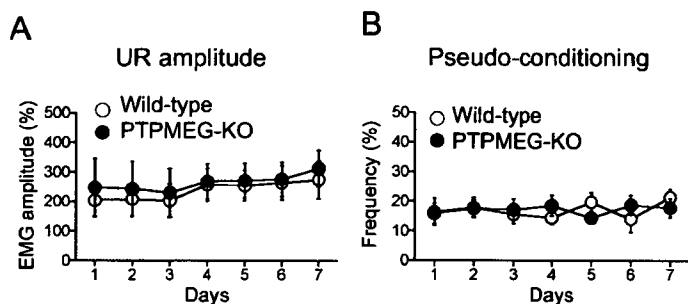 A
UR amplitude
EMG amplitude (%)
500
400
300
200
100
0
Wild-type
PTPMEG-KO
1 2 3 4 5 6 7
Days
B
Pseudo-conditioning
Frequency (%)
50
40
30
20
10
0
Wild-type
PTPMEG-KO
1 2 3 4 5 6 7
Days